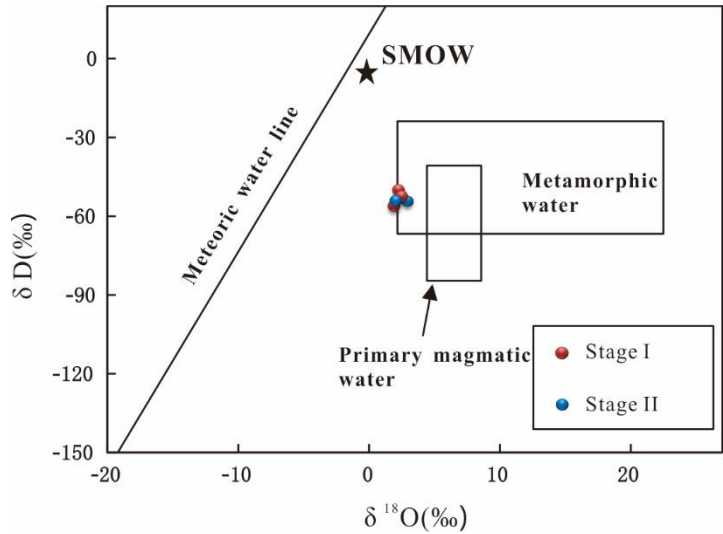 0
SMOW
-30
Metamorphic
water
-60
δ D(‰)
Meteoric water line
-90
Primary magmatic
water
-120
Stage I
Stage II
-150
-20
-10
0
10
20
δ ¹⁸O(‰)